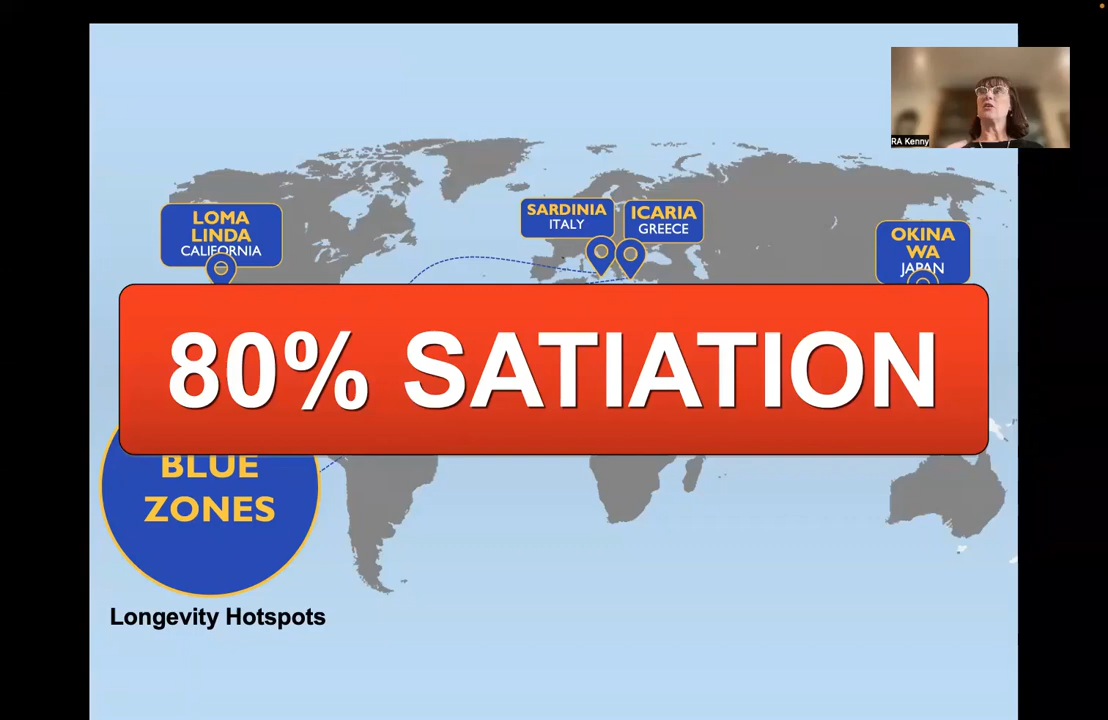 RA Kenny
LOMA
LINDA
CALIFORNIA
SARDINIA
ITALY
ICARIA
GREECE
OKINA
WA
JAPAN
80% SATIATION
BLUE
ZONES
Longevity Hotspots